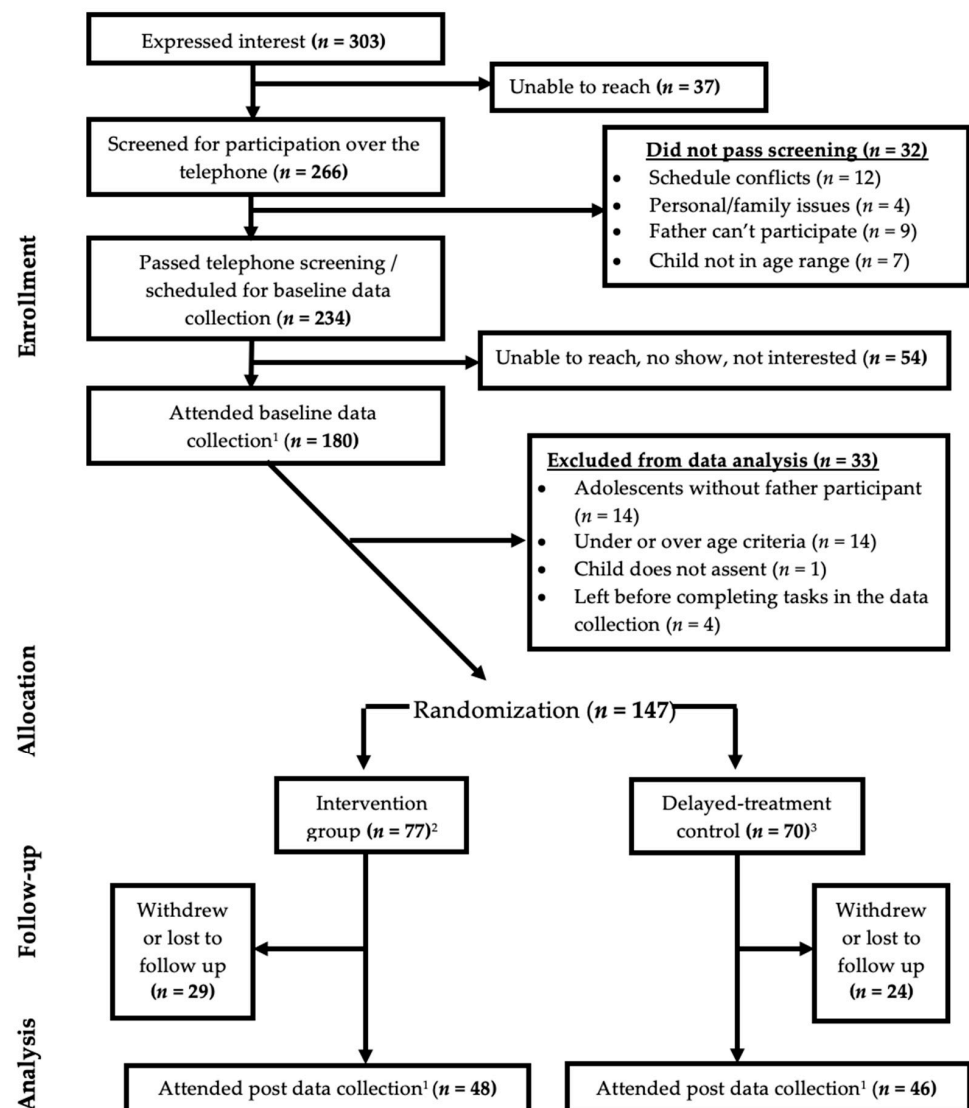 Expressed interest (n = 303)
Unable to reach (n = 37)
Screened for participation over the
telephone (n = 266)
Did not pass screening (n = 32)
• Schedule conflicts (n = 12)
• Personal/family issues (n = 4)
• Father can’t participate (n = 9)
• Child not in age range (n = 7)
Enrollment
Passed telephone screening /
scheduled for baseline data
collection (n = 234)
Unable to reach, no show, not interested (n = 54)
Attended baseline data
collection¹ (n = 180)
Excluded from data analysis (n = 33)
• Adolescents without father participant
(n = 14)
• Under or over age criteria (n = 14)
• Child does not assent (n = 1)
• Left before completing tasks in the data
collection (n = 4)
Allocation
Randomization (n = 147)
Intervention
group (n = 77)²
Delayed-treatment
control (n = 70)³
Follow-up
Withdrew
or lost to
follow up
(n = 29)
Withdrew
or lost to
follow up
(n = 24)
Analysis
Attended post data collection¹ (n = 48)
Attended post data collection¹ (n = 46)